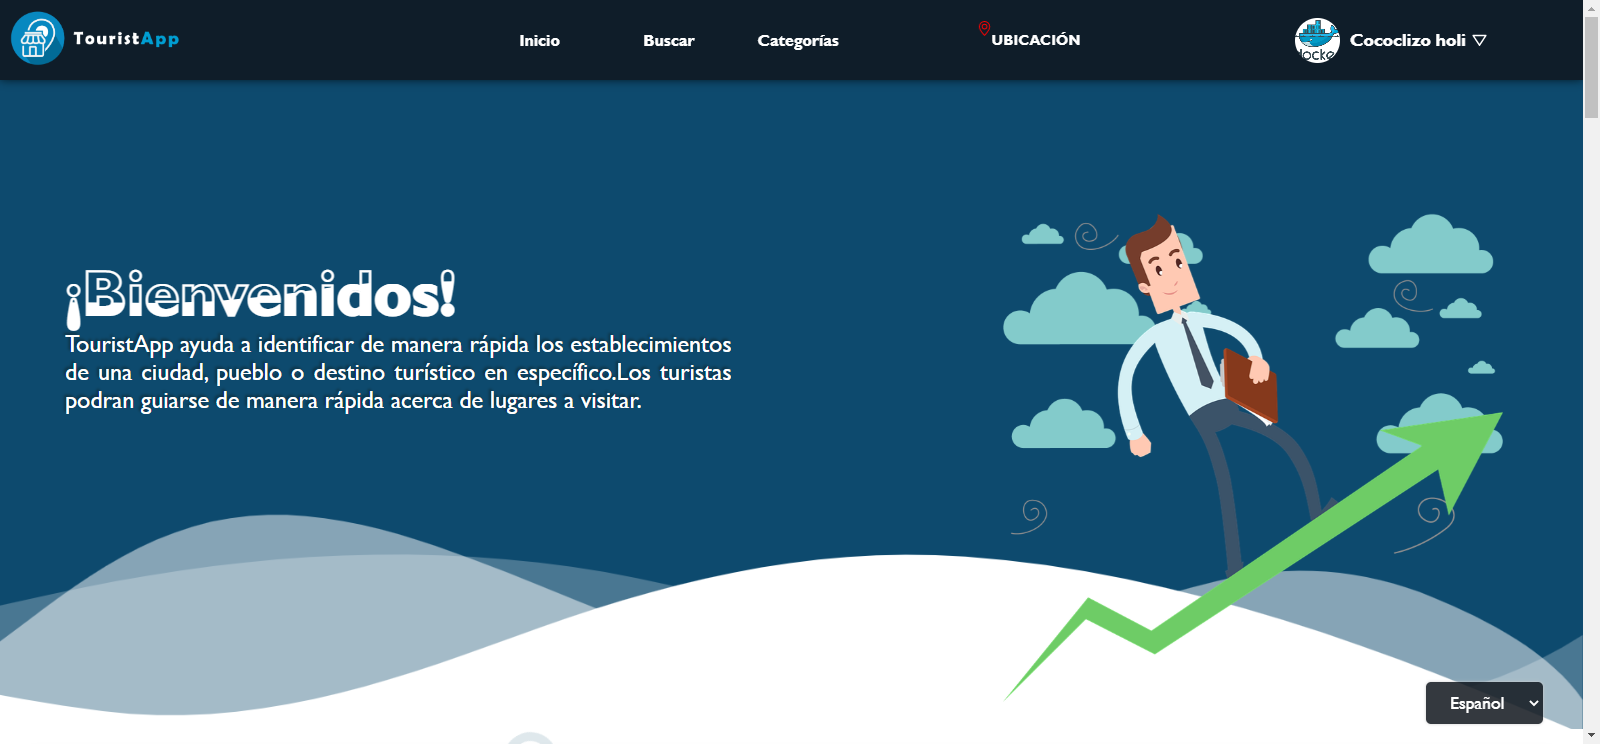 TouristApp
Inicio
Buscar
Categorías
UBICACIÓN
Cococlizo holi
locke
¡Bienvenidos!
TouristApp ayuda a identificar de manera rápida los establecimientos
de una ciudad, pueblo o destino turístico en específico.Los turistas
podran guiarse de manera rápida acerca de lugares a visitar.
Español